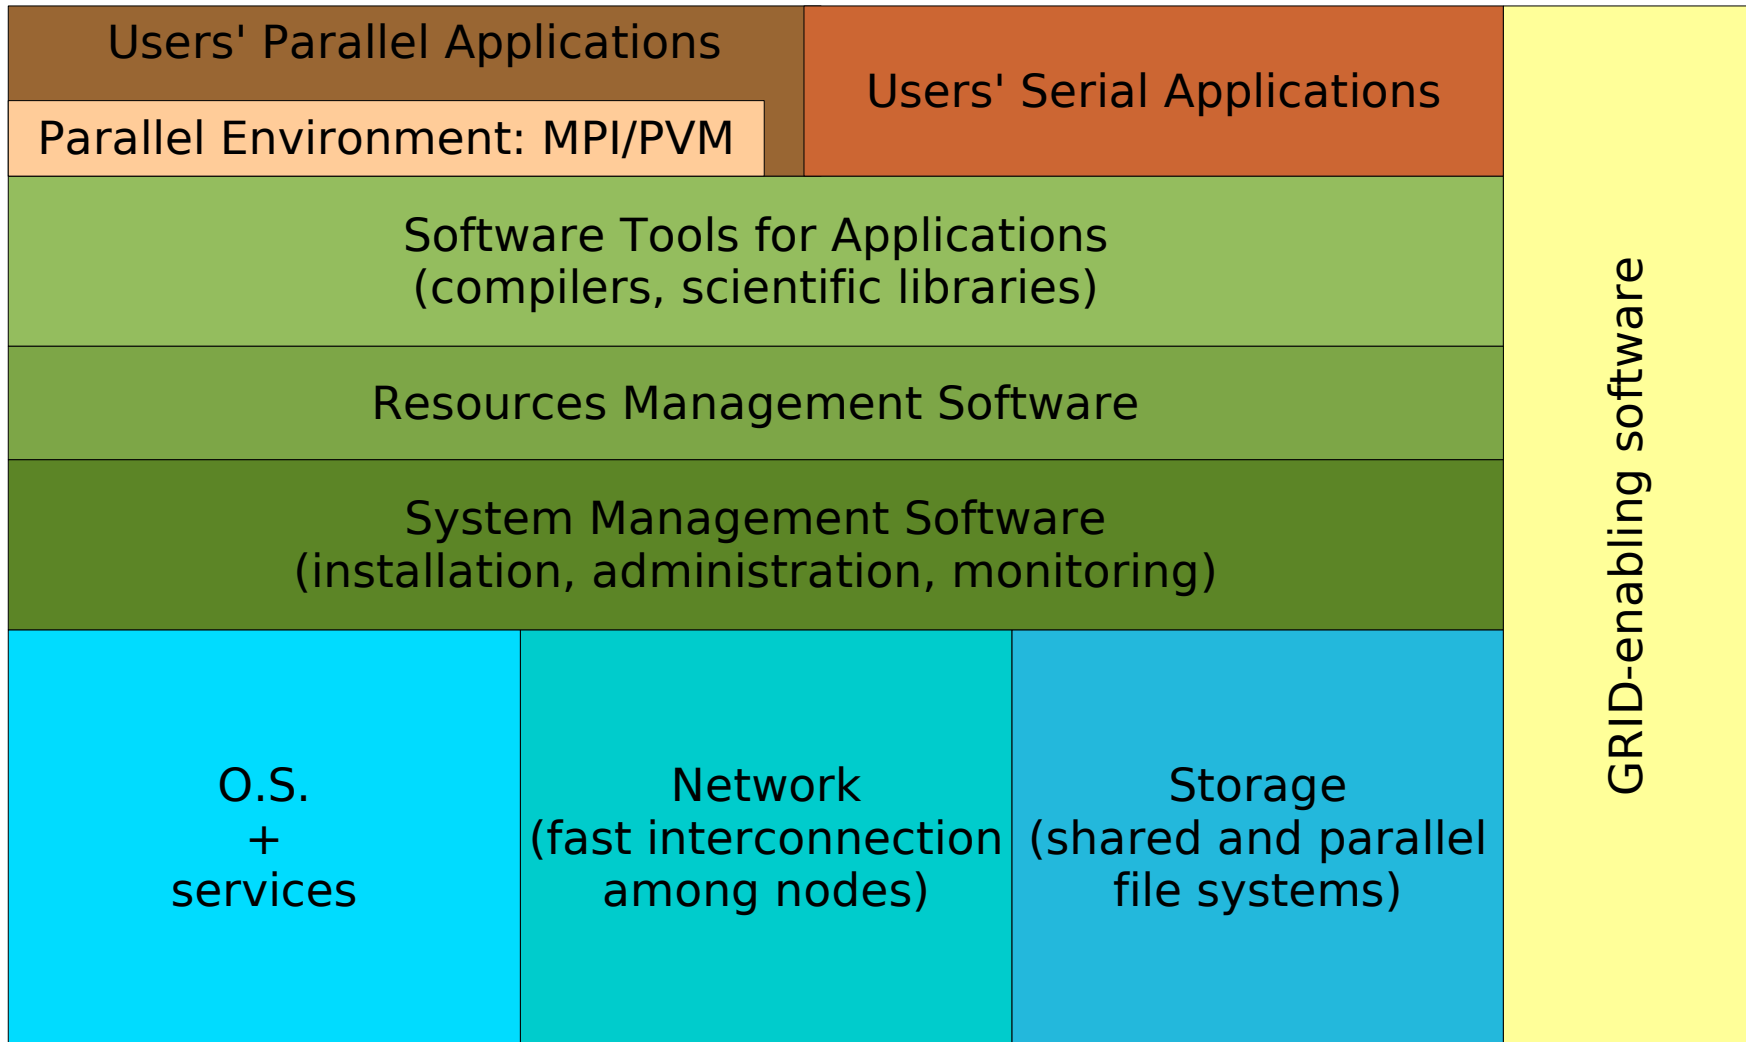 Users' Parallel Applications
Users' Serial Applications
Parallel Environment: MPI/PVM
Software Tools for Applications
(compilers, scientific libraries)
Resources Management Software
System Management Software
(installation, administration, monitoring)
O.S.
+
services
Network
(fast interconnection
among nodes)
Storage
(shared and parallel
file systems)
GRID-enabling software